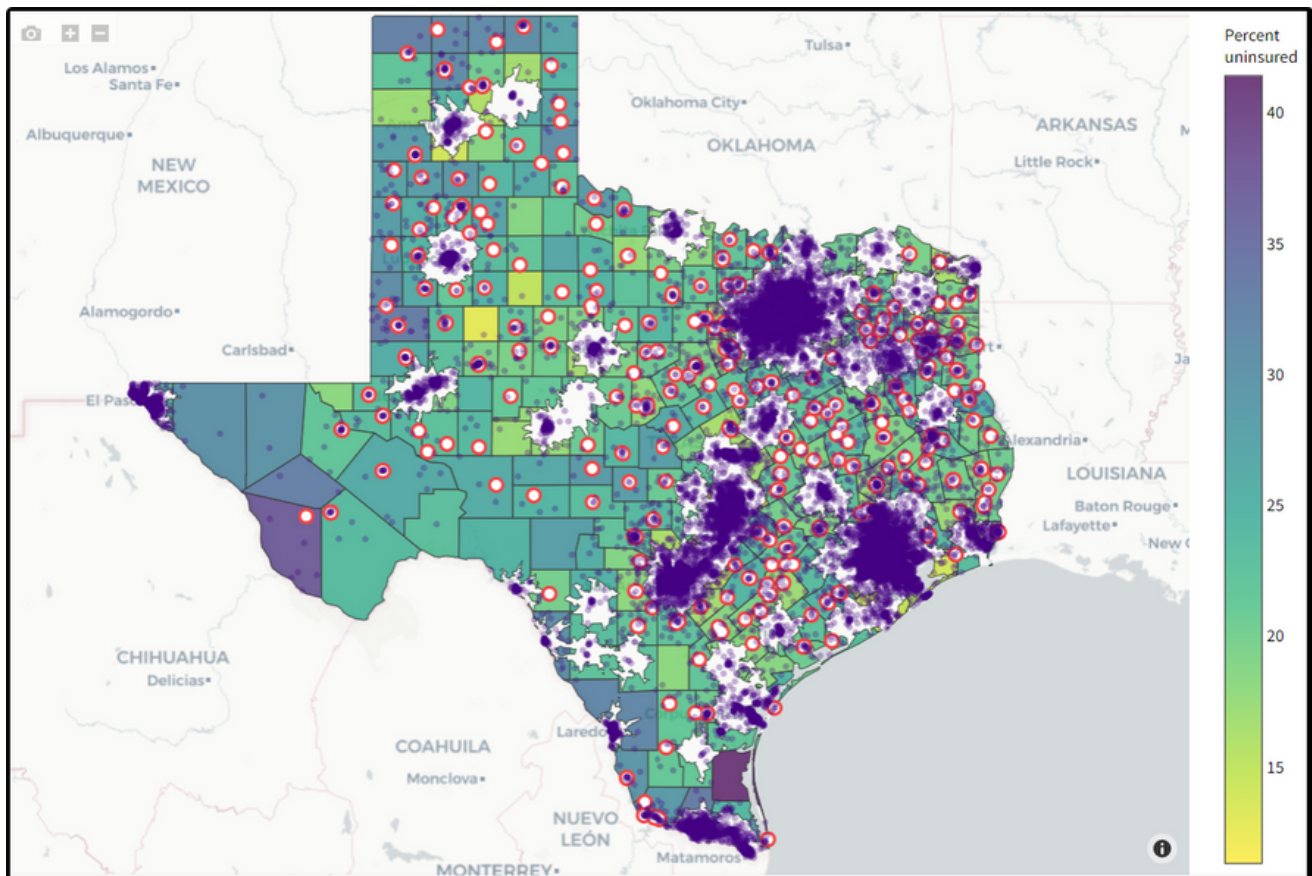 Percent
uninsured
40
35
30
25
20
15
Tulsa
Los Alamos
Santa Fe
Oklahoma City
Albuquerque
ARKANSAS
OKLAHOMA
NEW
MEXICO
Little Rock
Alamogordo
Carlsbad
El Paso
Alexandria
LOUISIANA
Baton Rouge
Lafayette
New
CHIHUAHUA
Delicias
Laredo
COAHUILA
Monclova
NUEVO
LEÓN
Matamoros
MONTERREY